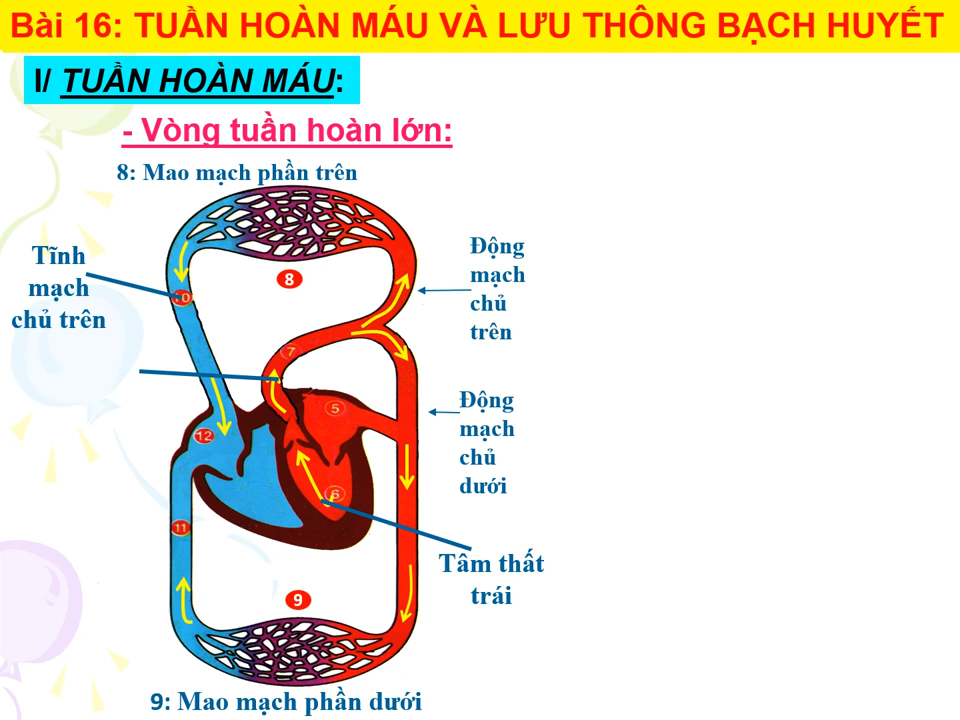 Bài 16: TUẦN HOÀN MÁU VÀ LƯU THÔNG BẠCH HUYẾT
I/ TUẦN HOÀN MÁU:
- Vòng tuần hoàn lớn:
8: Mao mạch phần trên
Tĩnh
mạch
chủ trên
Động
mạch
chủ
trên
8
10
7
5
Động
mạch
chủ
dưới
12
6
11
Tâm thất
trái
9
9: Mao mạch phần dưới